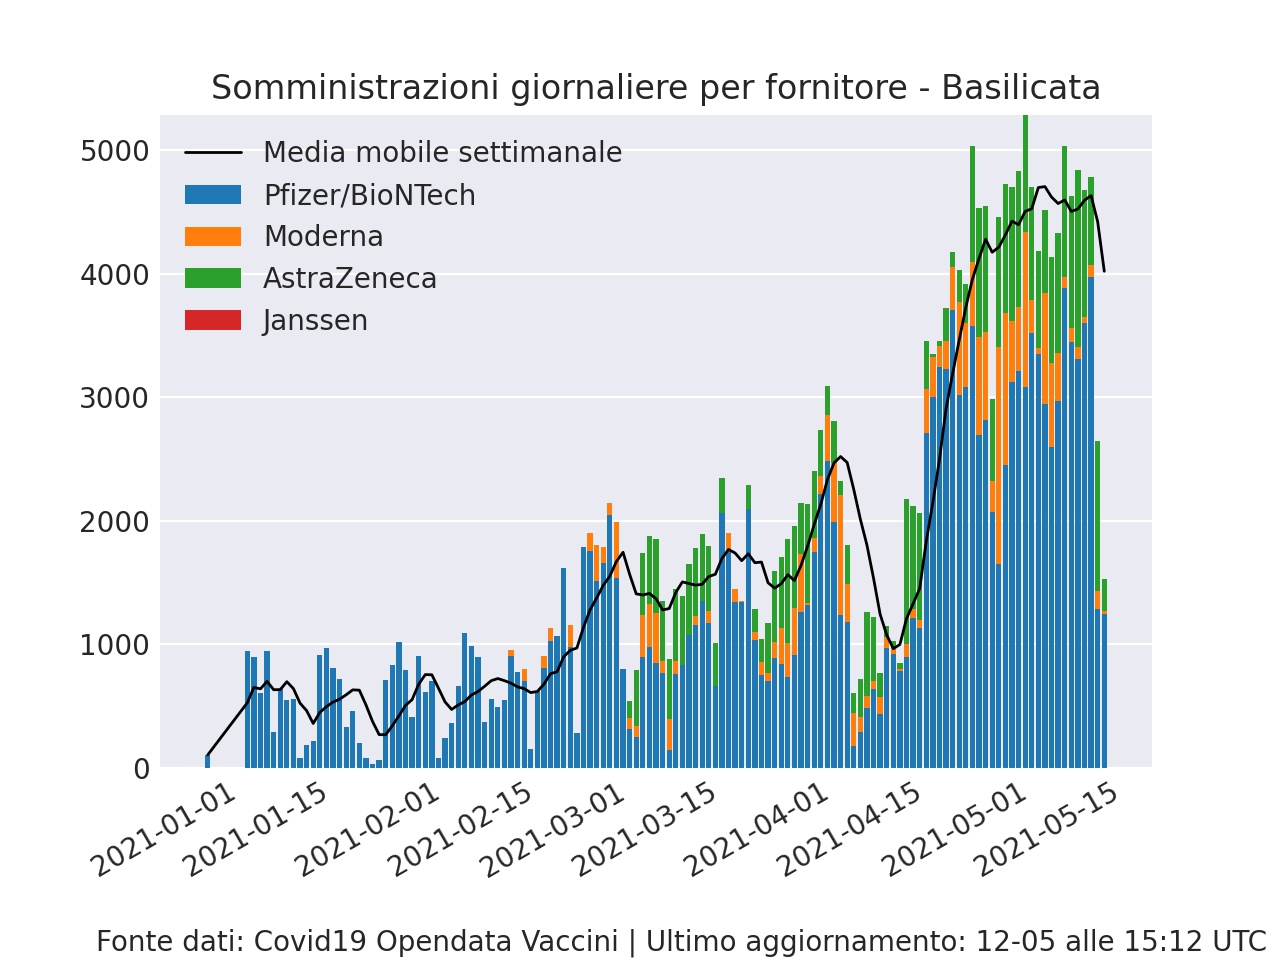 Somministrazioni giornaliere per fornitore - Basilicata
Media mobile settimanale
Pfizer/BioNTech
Moderna
AstraZeneca
Janssen
5000
4000
3000
2000
1000
0
2021-01-01
2021-01-15
2021-02-01
2021-02-15
2021-03-01
2021-03-15
2021-04-01
2021-04-15
2021-05-01
2021-05-15
Fonte dati: Covid19 Opendata Vaccini | Ultimo aggiornamento: 12-05 alle 15:12 UTC